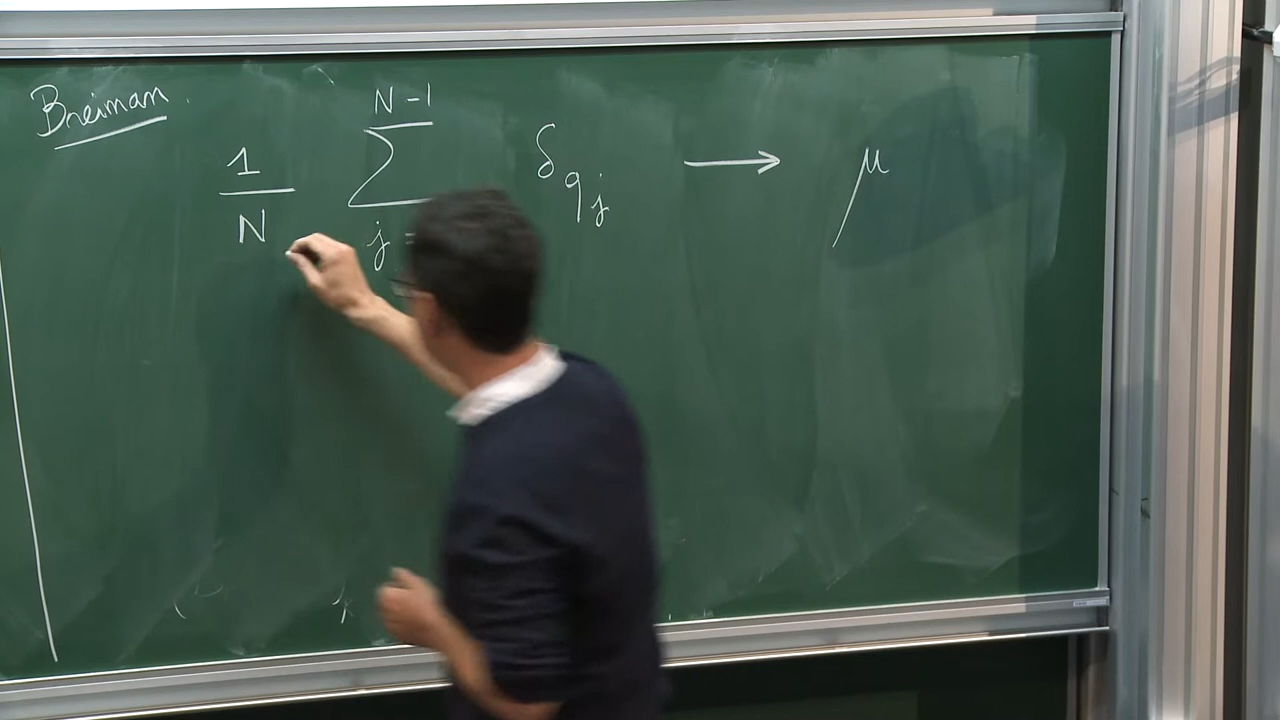 Breiman.
1/N ∑_{j=}^{N-1} δ_{q_j} ⟶ μ